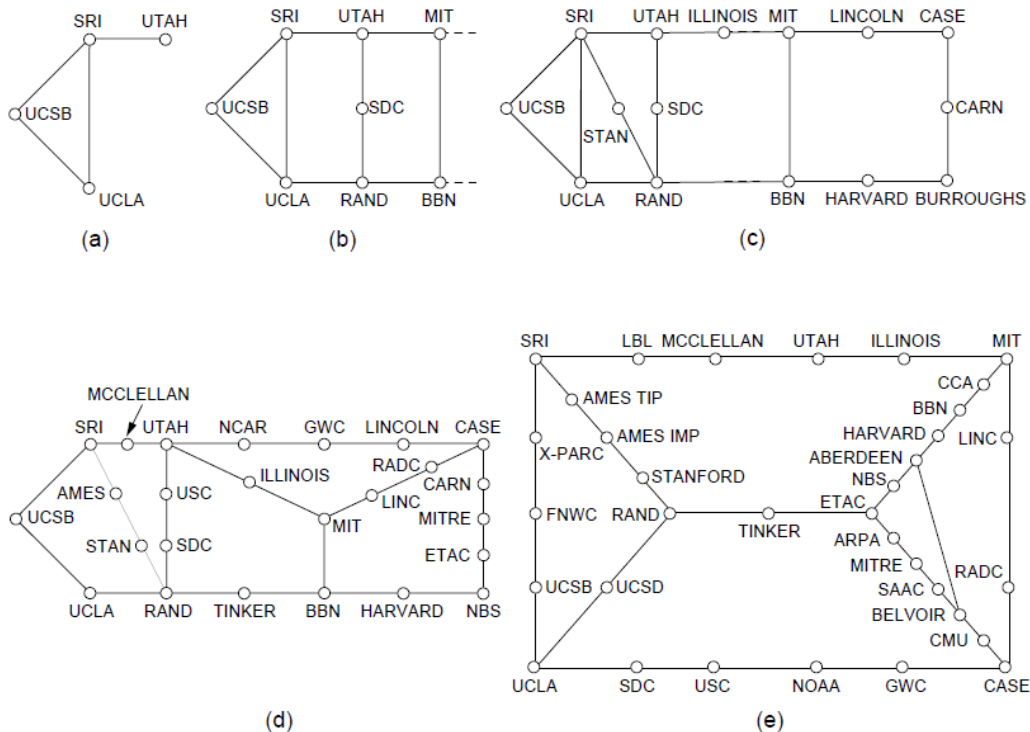 SRI UTAH
UCSB
UCLA
(a)
SRI UTAH MIT
UCSB SDC
UCLA RAND BBN
(b)
SRI UTAH ILLINOIS MIT LINCOLN CASE
UCSB SDC CARN
STAN
UCLA RAND BBN HARVARD BURROUGHS
(c)
MCCLELLAN
SRI UTAH NCAR GWC LINCOLN CASE
RADC
ILLINOIS CARN
AMES USC LINC
UCSB MIT MITRE
STAN SDC ETAC
UCLA RAND TINKER BBN HARVARD NBS
(d)
SRI LBL MCCLELLAN UTAH ILLINOIS MIT
CCA
AMES TIP
BBN
AMES IMP HARVARD LINC
X-PARC ABERDEEN
STANFORD NBS
FNWC RAND TINKER ETAC
ARPA
MITRE
UCSB UCSD SAAC RADC
BELVOIR
CMU
UCLA SDC USC NOAA GWC CASE
(e)